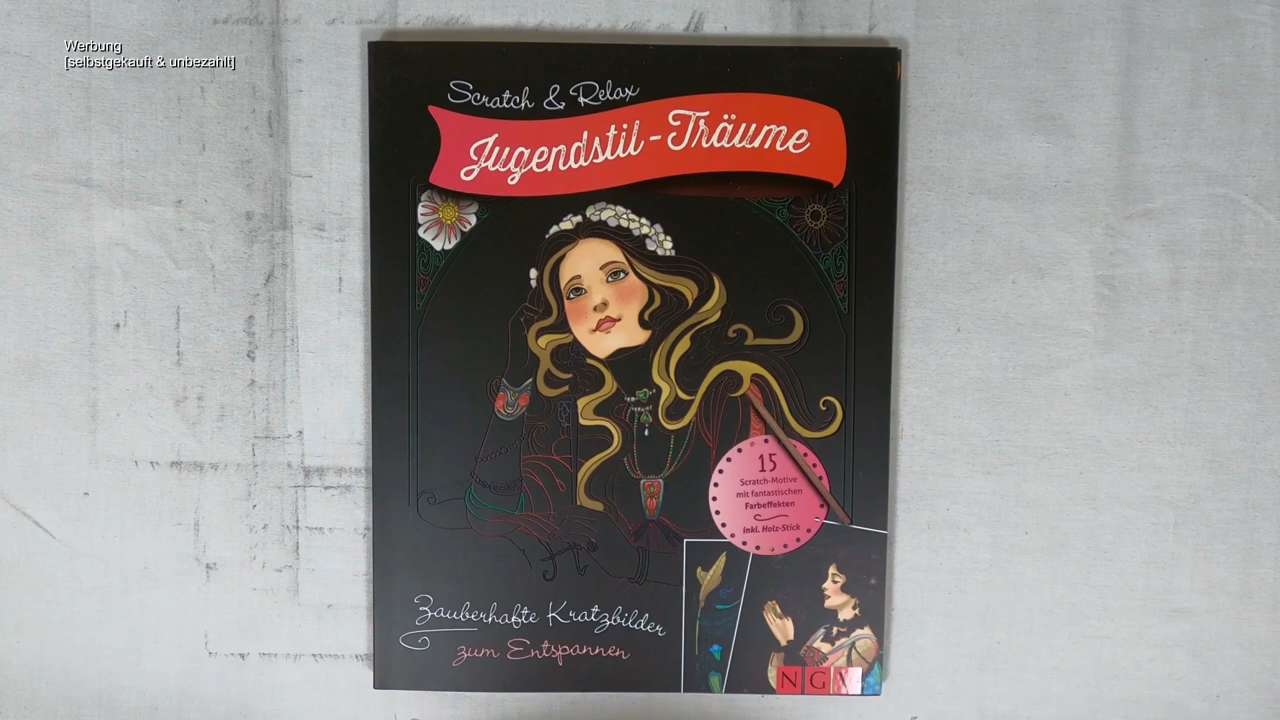 Werbung
[selbstgekauft & unbezahlt]
Scratch & Relax
Jugendstil-Träume
15
Scratch-Motive
mit fantastischen
Farbeffekten
inkl. Holz-Stick
Zauberhafte Kratzbilder
zum Entspannen
NGV